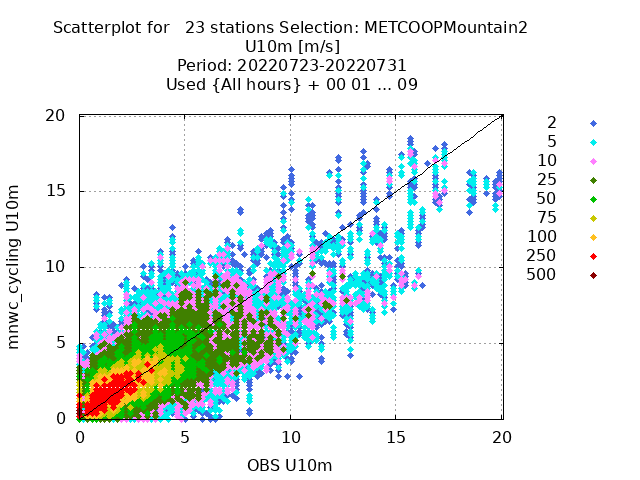 Scatterplot for   23 stations Selection: METCOOPMountain2
U10m [m/s]
Period: 20220723-20220731
Used {All hours} + 00 01 ... 09
20
15
10
5
0
mnwc_cycling U10m
0 5 10 15 20
OBS U10m
2
5
10
25
50
75
100
250
500